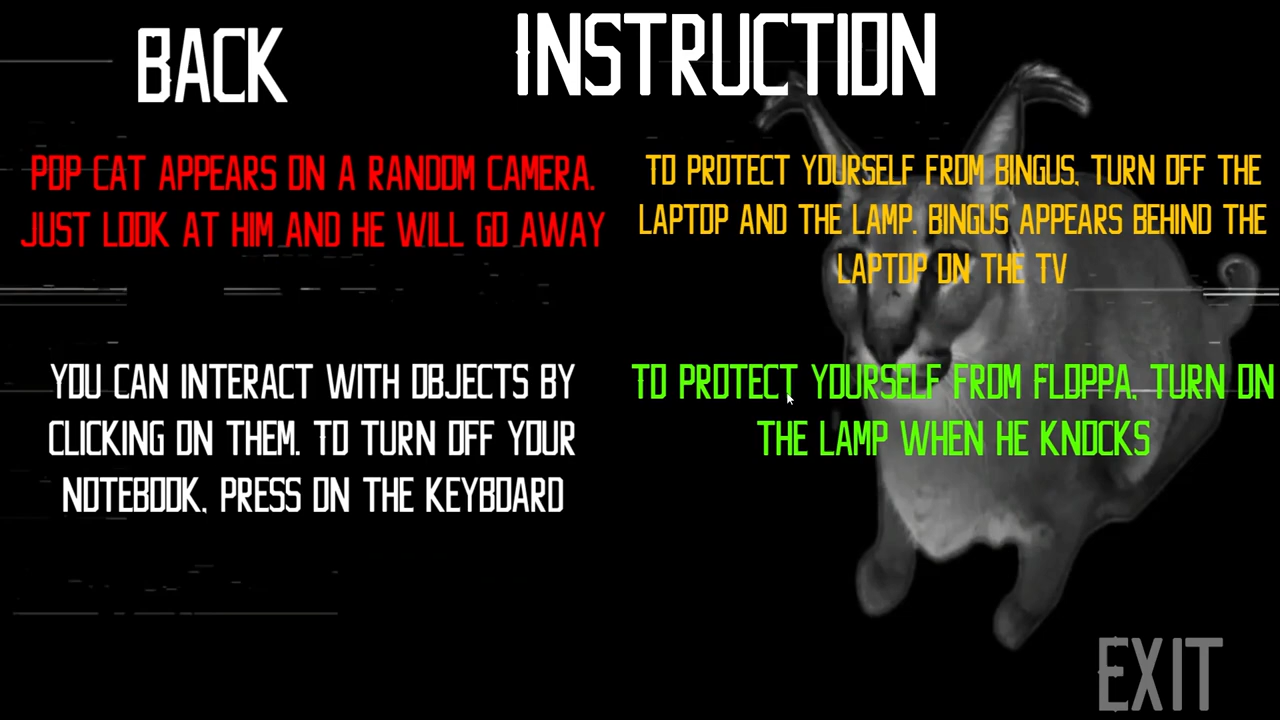 BACK
INSTRUCTION
POP CAT APPEARS ON A RANDOM CAMERA.
JUST LOOK AT HIM AND HE WILL GO AWAY
TO PROTECT YOURSELF FROM BINGUS, TURN OFF THE
LAPTOP AND THE LAMP. BINGUS APPEARS BEHIND THE
LAPTOP ON THE TV
YOU CAN INTERACT WITH OBJECTS BY
CLICKING ON THEM. TO TURN OFF YOUR
NOTEBOOK, PRESS ON THE KEYBOARD
TO PROTECT YOURSELF FROM FLOPPA, TURN ON
THE LAMP WHEN HE KNOCKS
EXIT